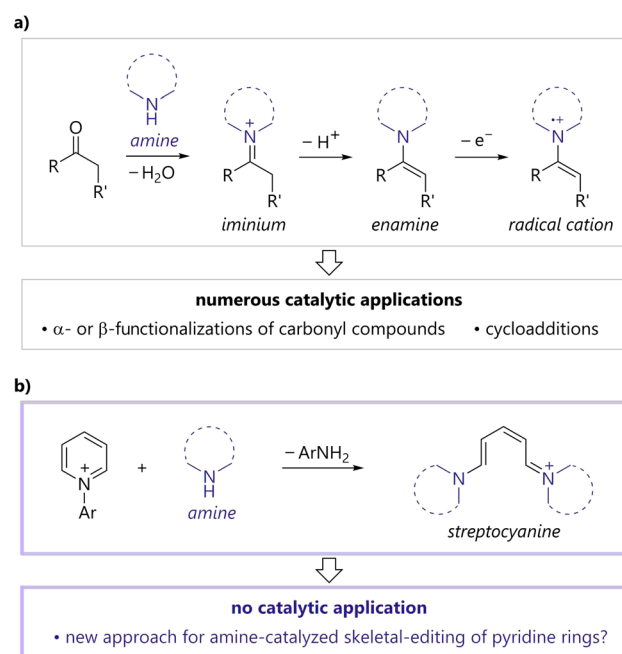 a)
O
R
R'
N
H
amine
– H₂O
+
N
R
R'
iminium
– H⁺
N
R
R'
enamine
– e⁻
•+
N
R
R'
radical cation
numerous catalytic applications
• α- or β-functionalizations of carbonyl compounds • cycloadditions
b)
+
N
Ar
+
N
H
amine
– ArNH₂
N
+
N
streptocyanine
no catalytic application
• new approach for amine-catalyzed skeletal-editing of pyridine rings?